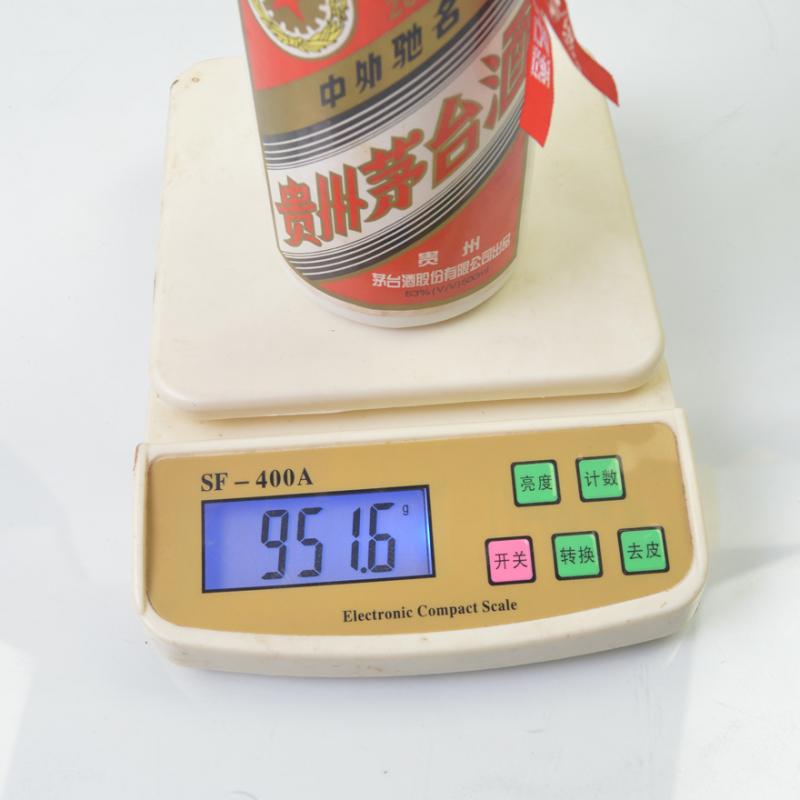 中外驰名
贵州茅台酒
贵州
茅台酒股份有限公司出品
53%(V/V)500ml
SF-400A
951.6 g
亮度
计数
开关
转换
去皮
Electronic Compact Scale